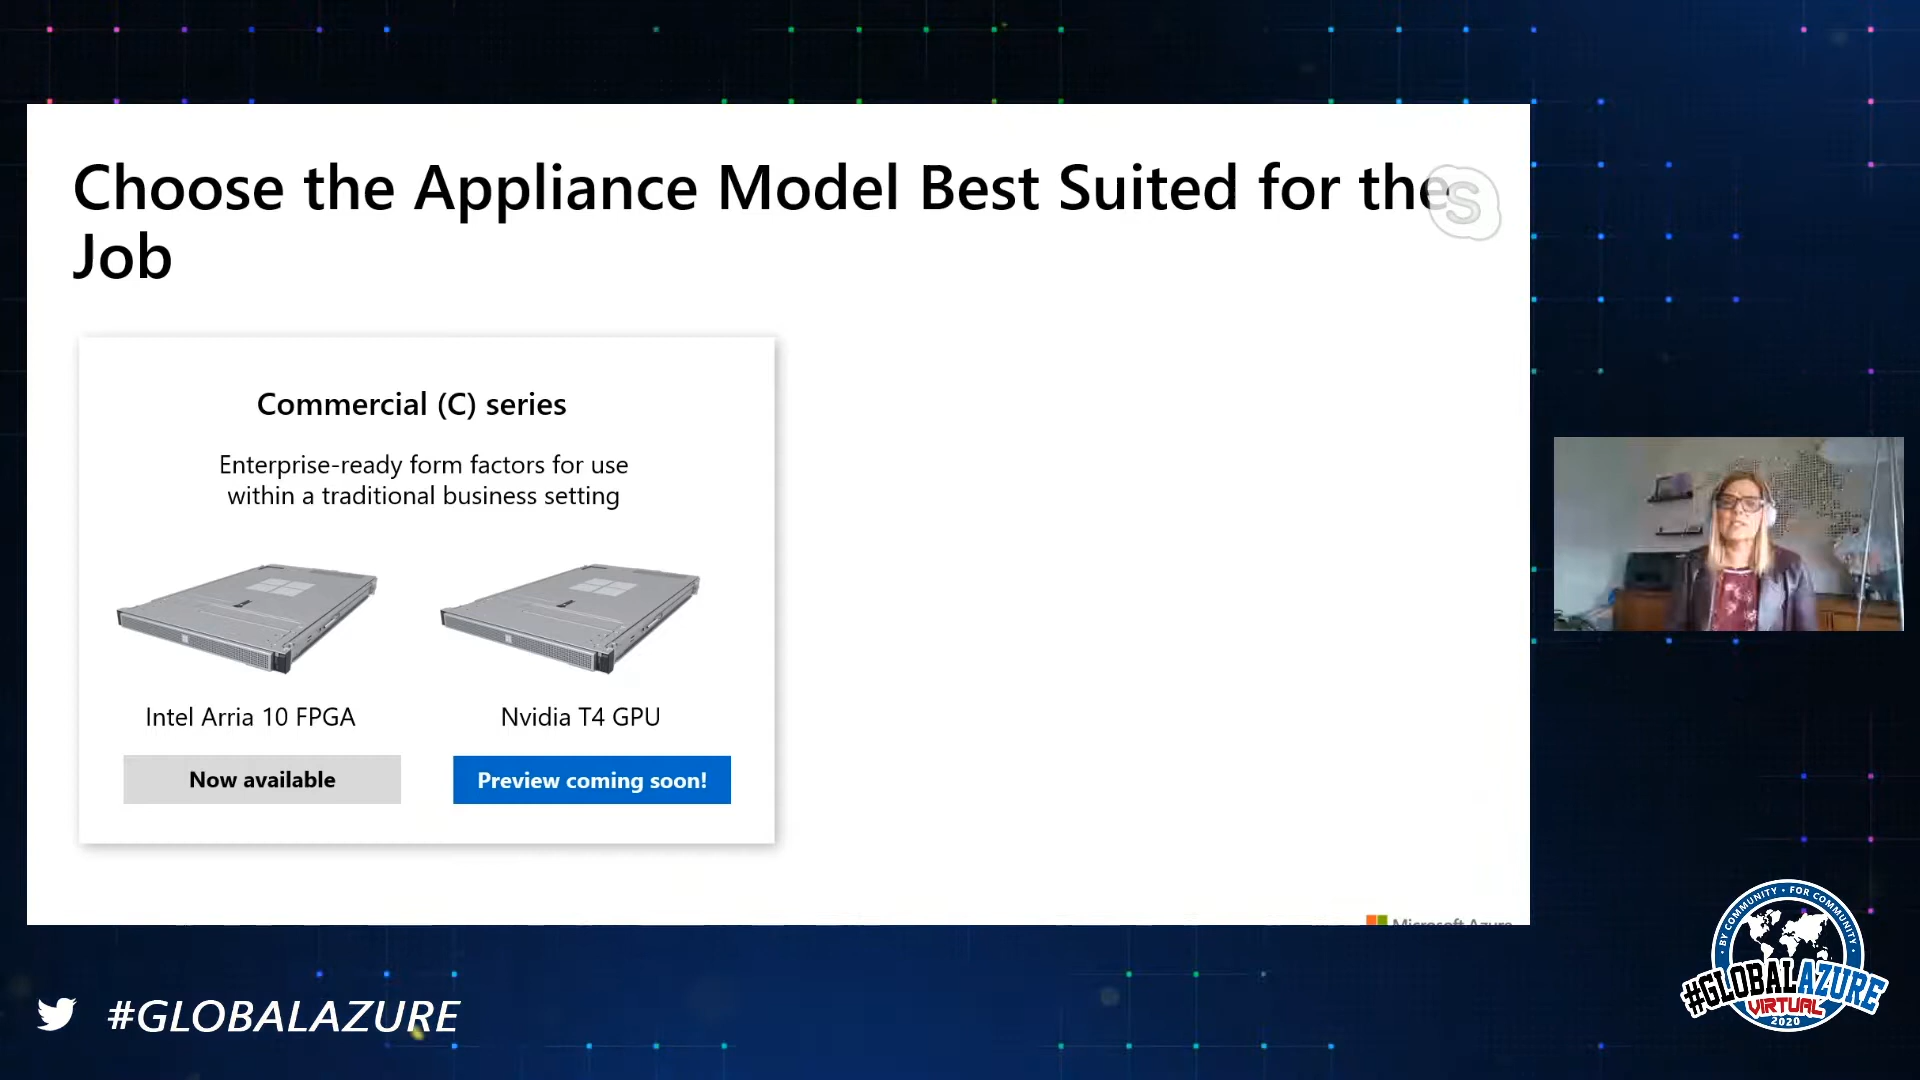 Choose the Appliance Model Best Suited for the
Job
S
Commercial (C) series
Enterprise-ready form factors for use
within a traditional business setting
Intel Arria 10 FPGA
Nvidia T4 GPU
Now available
Preview coming soon!
Microsoft Azure
#GLOBALAZURE
BY COMMUNITY • FOR COMMUNITY
#GLOBALAZURE
VIRTUAL
2020